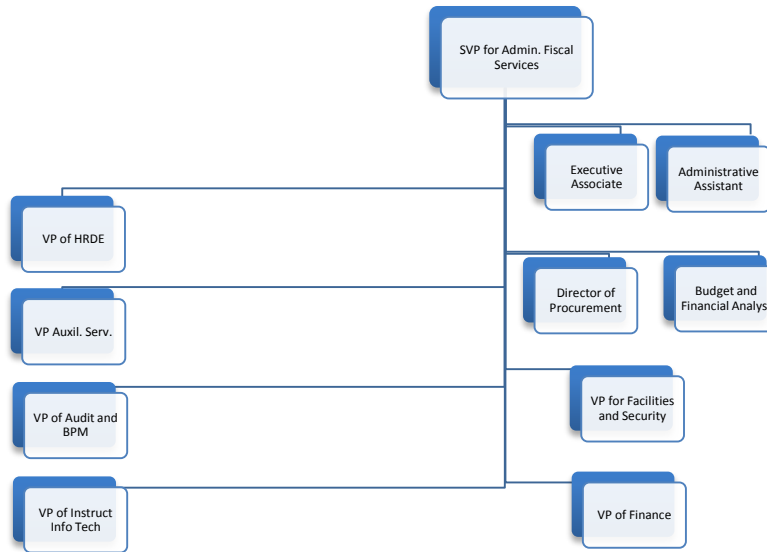 SVP for Admin. Fiscal
Services
Executive
Associate
Administrative
Assistant
VP of HRDE
Director of
Procurement
Budget and
Financial Analys
VP Auxil. Serv.
VP for Facilities
and Security
VP of Audit and
BPM
VP of Instruct
Info Tech
VP of Finance